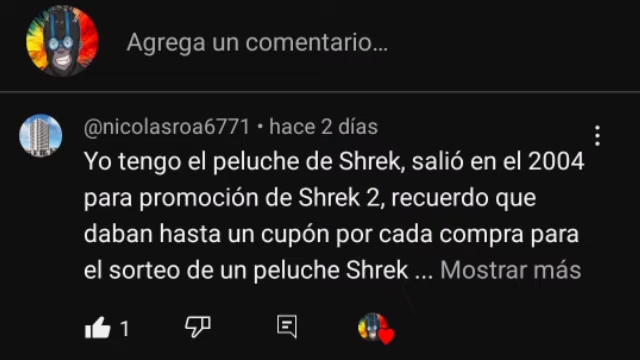 Agrega un comentario...
@nicolasroa6771 • hace 2 días
Yo tengo el peluche de Shrek, salió en el 2004
para promoción de Shrek 2, recuerdo que
daban hasta un cupón por cada compra para
el sorteo de un peluche Shrek ... Mostrar más
1